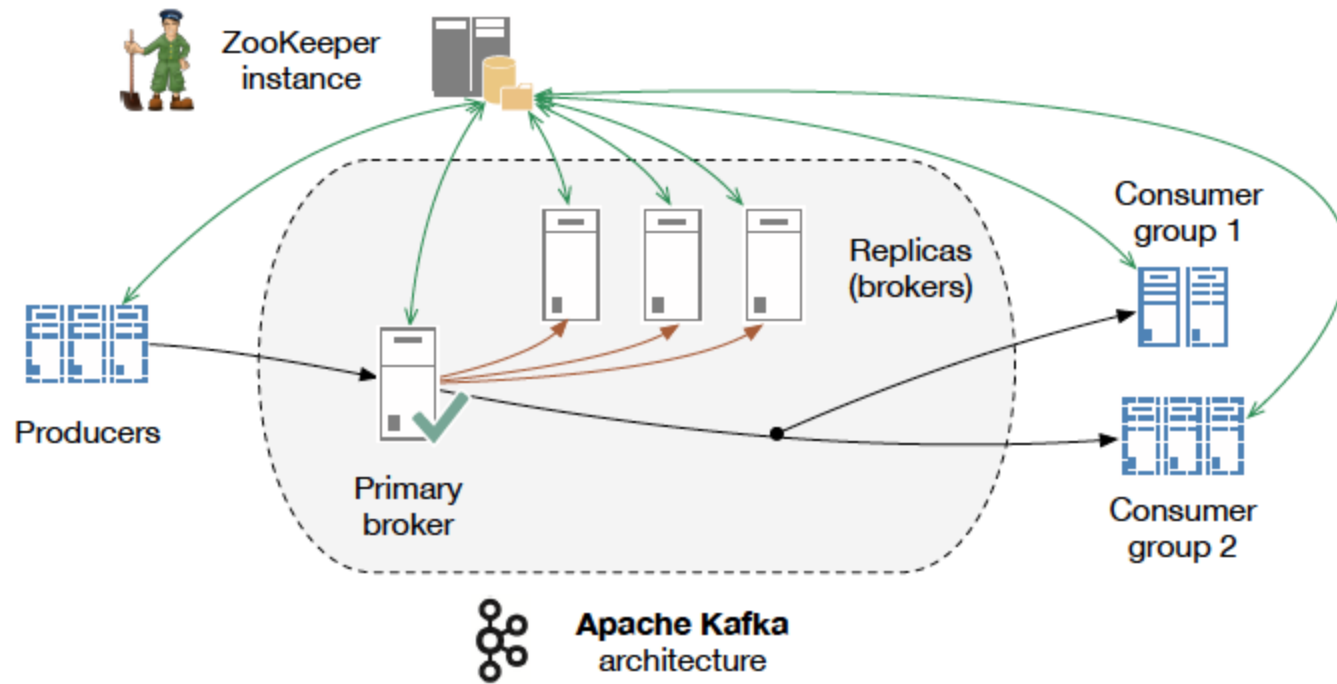 ZooKeeper
instance
Consumer
group 1
Replicas
(brokers)
Producers
Primary
broker
Consumer
group 2
Apache Kafka
architecture